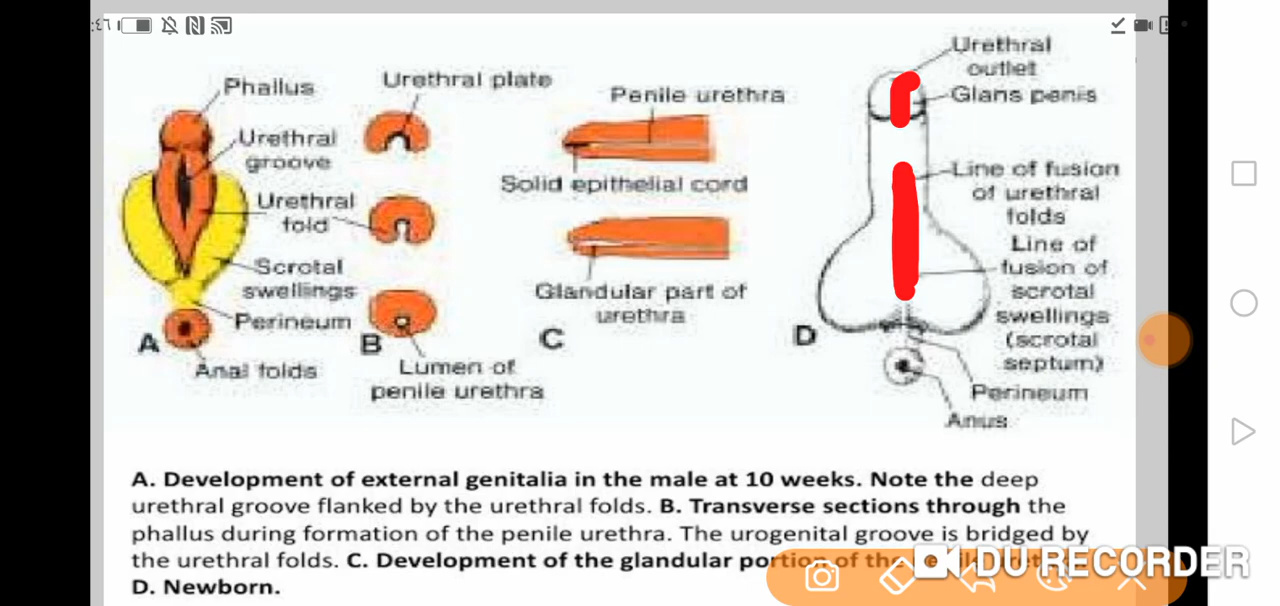 :٤٦
Phallus
Urethral
groove
Urethral
fold
Scrotal
swellings
Perineum
A
Anal folds
Urethral plate
B
Lumen of
penile urethra
Penile urethra
Solid epithelial cord
Glandular part of
urethra
C
Urethral
outlet
Glans penis
Line of fusion
of urethral
folds
Line of
fusion of
scrotal
swellings
(scrotal
septum)
D
Perineum
Anus
A. Development of external genitalia in the male at 10 weeks. Note the deep
urethral groove flanked by the urethral folds. B. Transverse sections through the
phallus during formation of the penile urethra. The urogenital groove is bridged by
the urethral folds. C. Development of the glandular portion of the
D. Newborn.
DU RECORDER